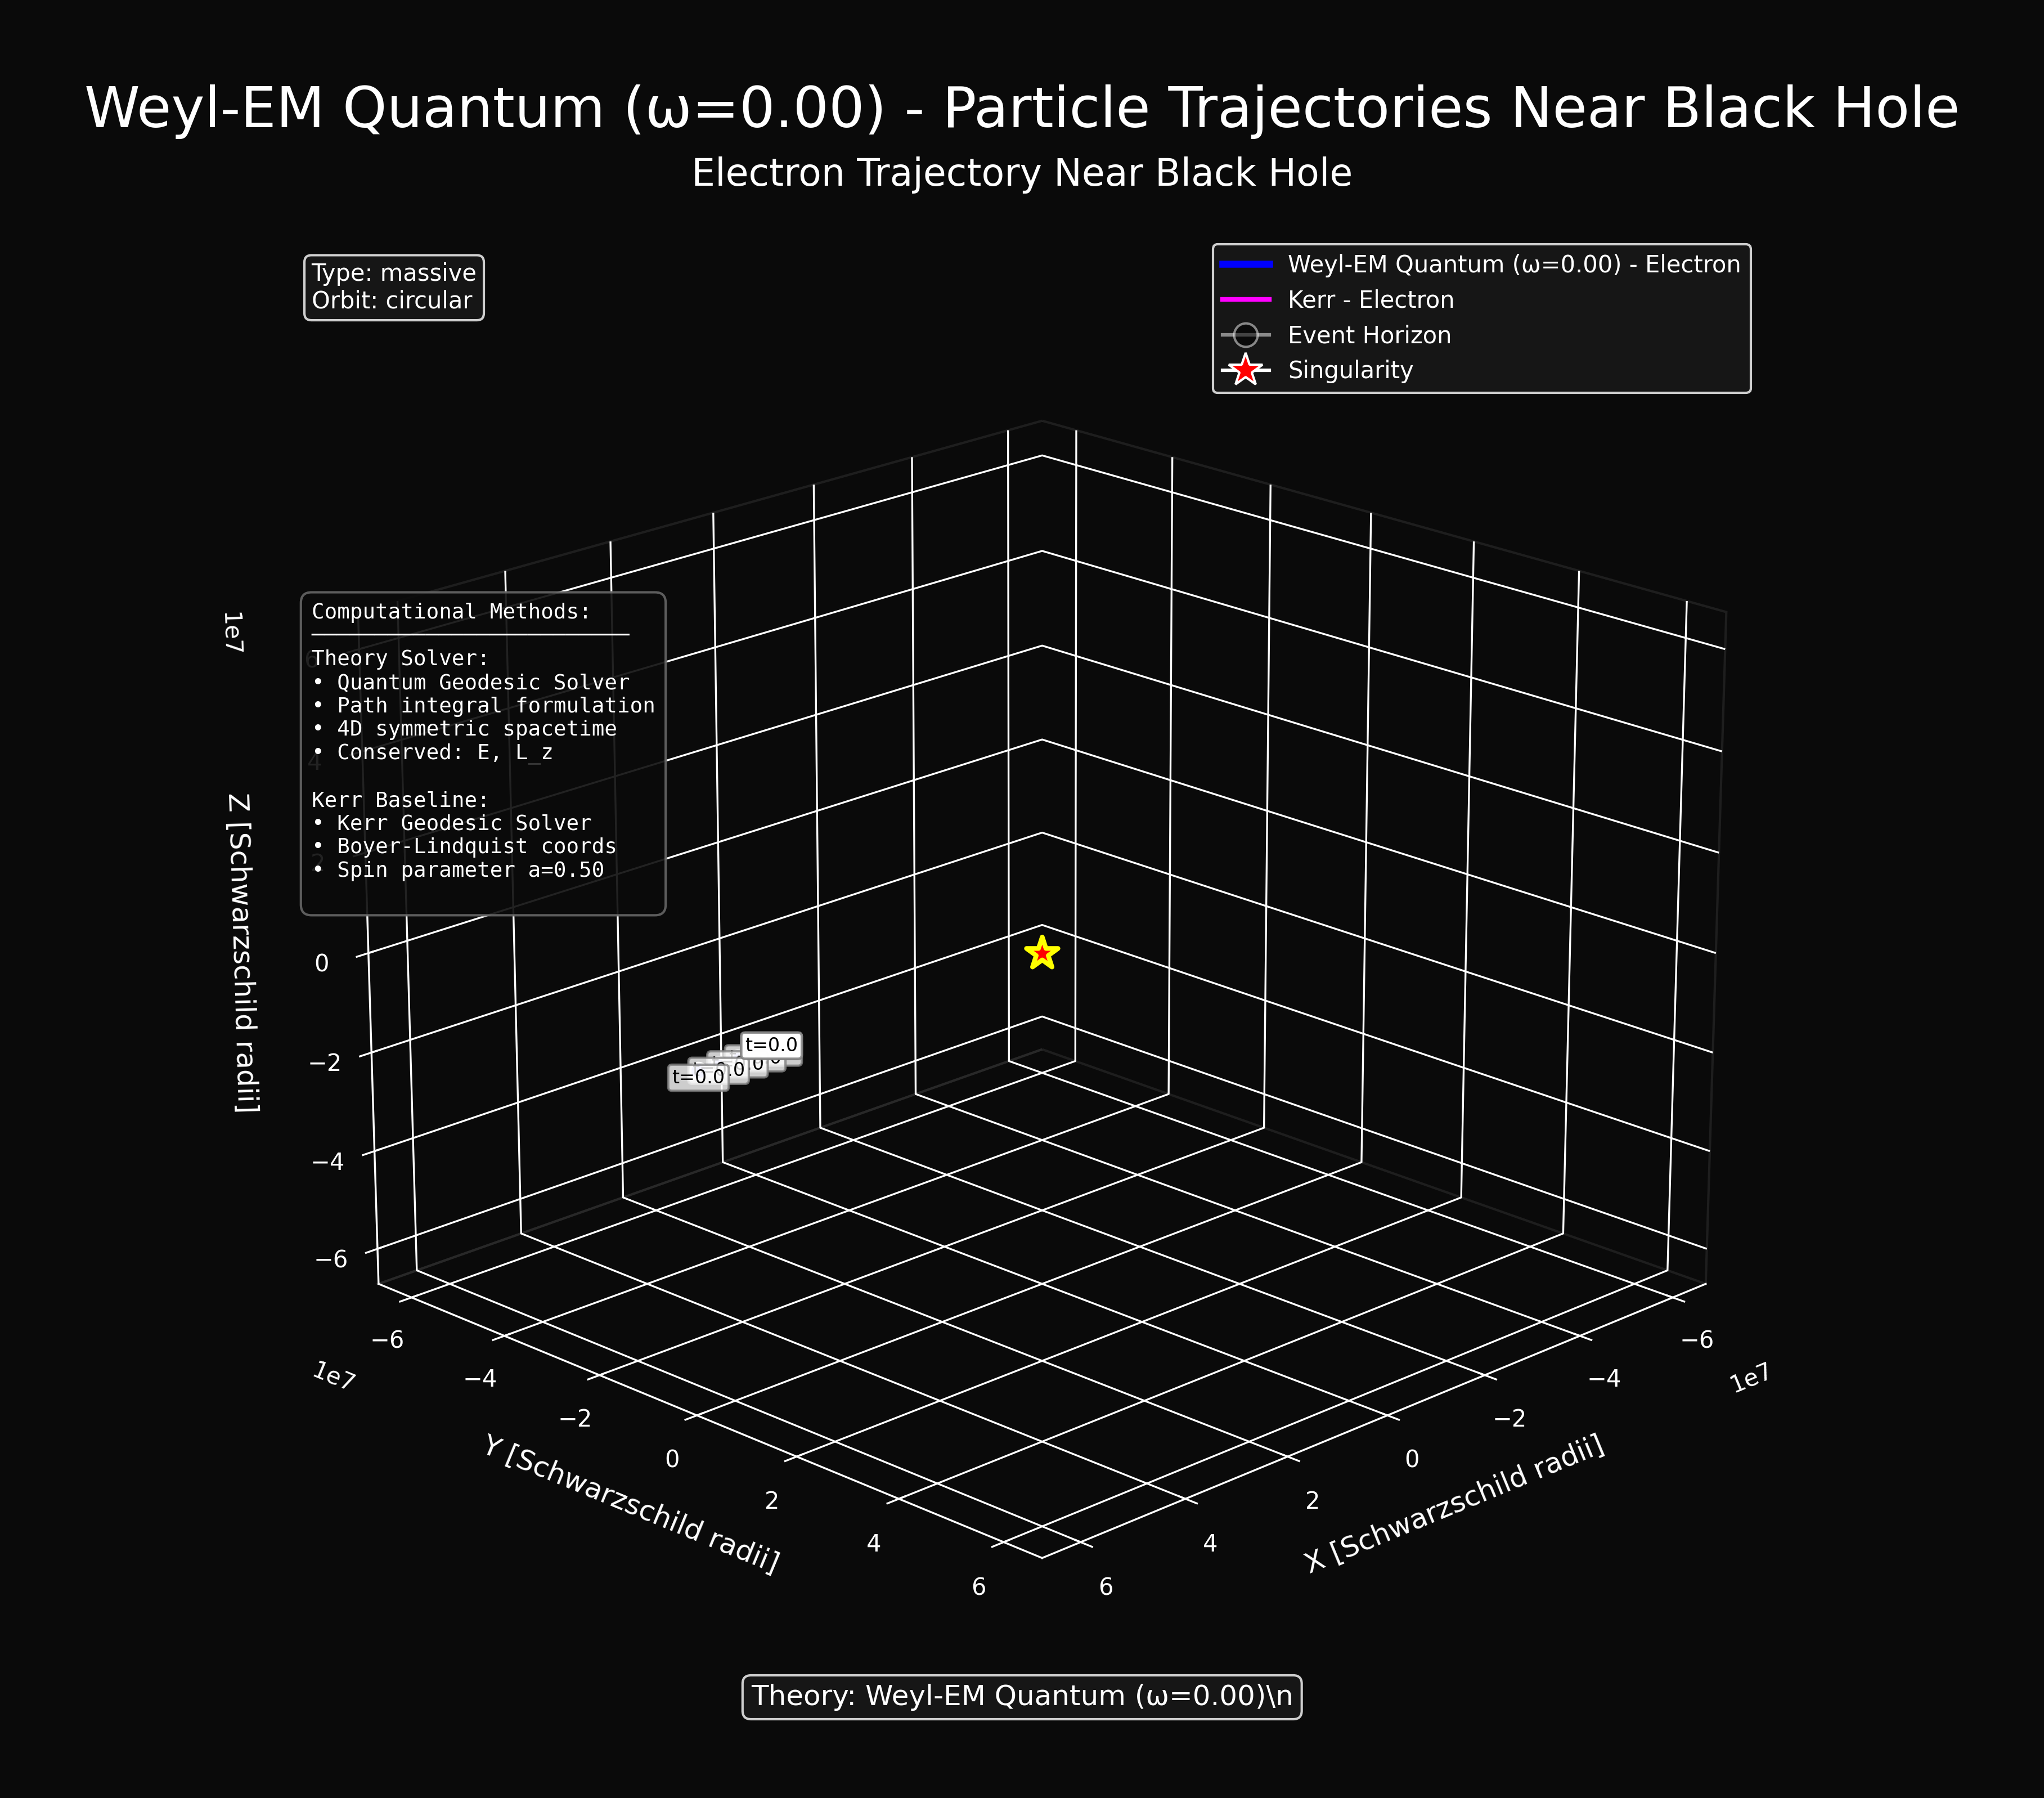 Weyl-EM Quantum (ω=0.00) - Particle Trajectories Near Black Hole
Electron Trajectory Near Black Hole
Type: massive
Orbit: circular
Weyl-EM Quantum (ω=0.00) - Electron
Kerr - Electron
Event Horizon
Singularity
Computational Methods:
Theory Solver:
• Quantum Geodesic Solver
• Path integral formulation
• 4D symmetric spacetime
• Conserved: E, L_z
Kerr Baseline:
• Kerr Geodesic Solver
• Boyer-Lindquist coords
• Spin parameter a=0.50
1e7
6
4
2
0
−2
−4
−6
Z [Schwarzschild radii]
t=0.0
t=0.0
−6
−4
−2
0
2
4
6
1e7
Y [Schwarzschild radii]
6
4
2
0
−2
−4
−6
1e7
X [Schwarzschild radii]
Theory: Weyl-EM Quantum (ω=0.00)\n